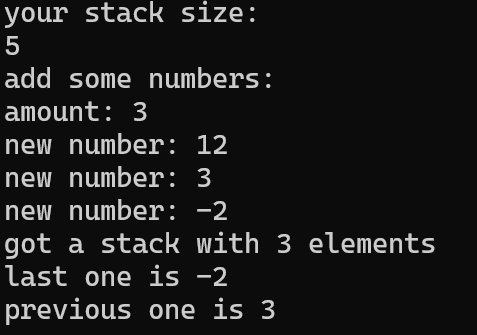 your stack size:
5
add some numbers:
amount: 3
new number: 12
new number: 3
new number: -2
got a stack with 3 elements
last one is -2
previous one is 3